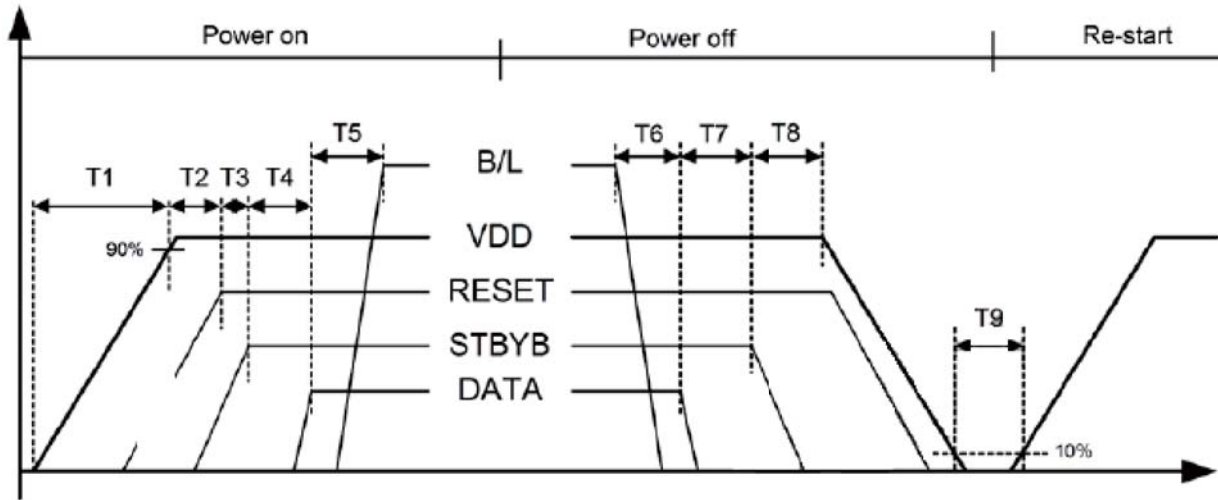 Power on Power off Re-start
T5 T6 T7 T8
B/L
T1 T2 T3 T4
VDD
90%
RESET
T9
STBYB
DATA
10%